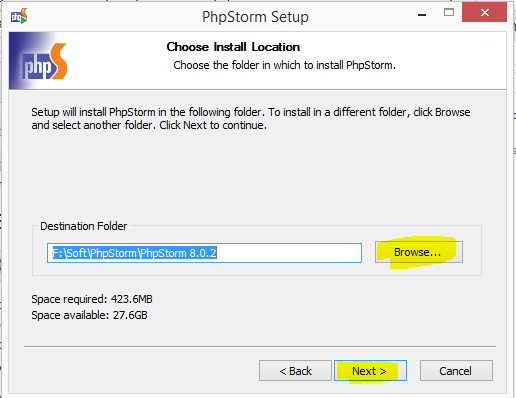 PhpStorm Setup
Choose Install Location
Choose the folder in which to install PhpStorm.
phpS
Setup will install PhpStorm in the following folder. To install in a different folder, click Browse
and select another folder. Click Next to continue.
Destination Folder
F:\Soft\PhpStorm\PhpStorm 8.0.2
Browse...
Space required: 423.6MB
Space available: 27.6GB
< Back
Next >
Cancel